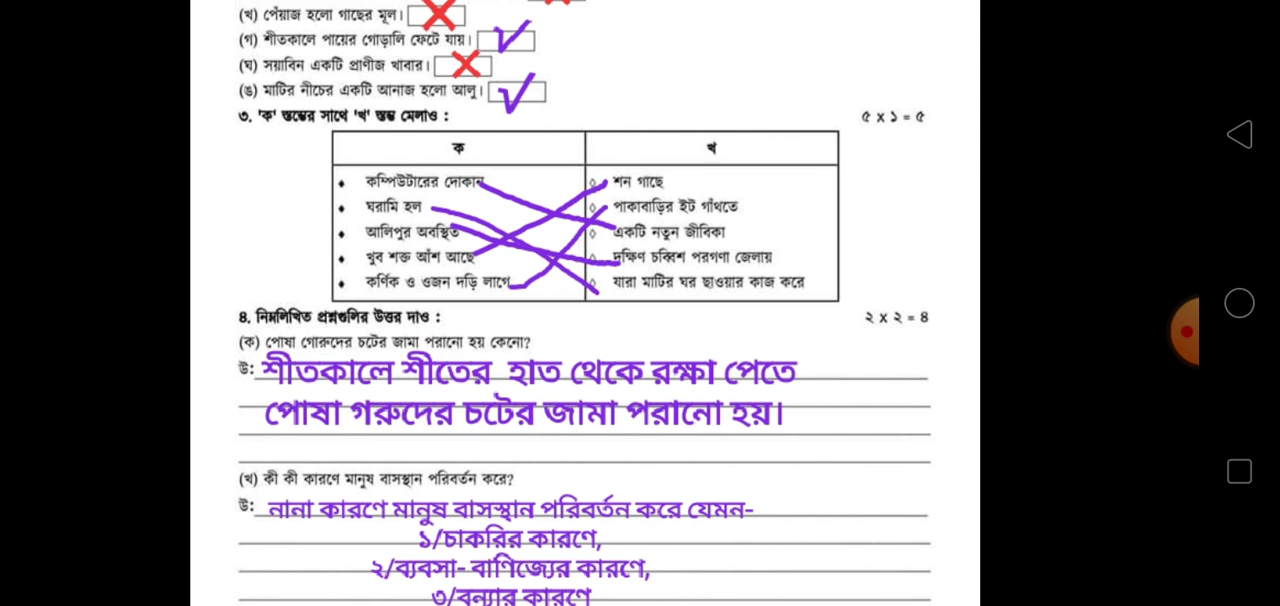 (খ) পেঁয়াজ হলো গাছের মূল।
(গ) শীতকালে পায়ের গোড়ালি ফেটে যায়।
(ঘ) সয়াবিন একটি প্রাণীজ খাবার।
(ঙ) মাটির নীচের একটি আনাজ হলো আলু।
৩. 'ক' স্তম্ভের সাথে 'খ' স্তম্ভ মেলাও : ৫ x ১ = ৫
ক খ
কম্পিউটারের দোকান শন গাছে
ঘরামি হল পাকাবাড়ির ইট গাঁথতে
আলিপুর অবস্থিত একটি নতুন জীবিকা
খুব শক্ত আঁশ আছে দক্ষিণ চব্বিশ পরগণা জেলায়
কর্ণিক ও ওজন দড়ি লাগে যারা মাটির ঘর ছাওয়ার কাজ করে
৪. নিম্নলিখিত প্রশ্নগুলির উত্তর দাও : ২ x ২ = ৪
(ক) পোষা গোরুদের চটের জামা পরানো হয় কেনো?
উ: শীতকালে শীতের হাত থেকে রক্ষা পেতে
পোষা গরুদের চটের জামা পরানো হয়।
(খ) কী কী কারণে মানুষ বাসস্থান পরিবর্তন করে?
উ: নানা কারণে মানুষ বাসস্থান পরিবর্তন করে যেমন-
১/চাকরির কারণে,
২/ব্যবসা- বাণিজ্যের কারণে,
৩/বন্যার কারণে